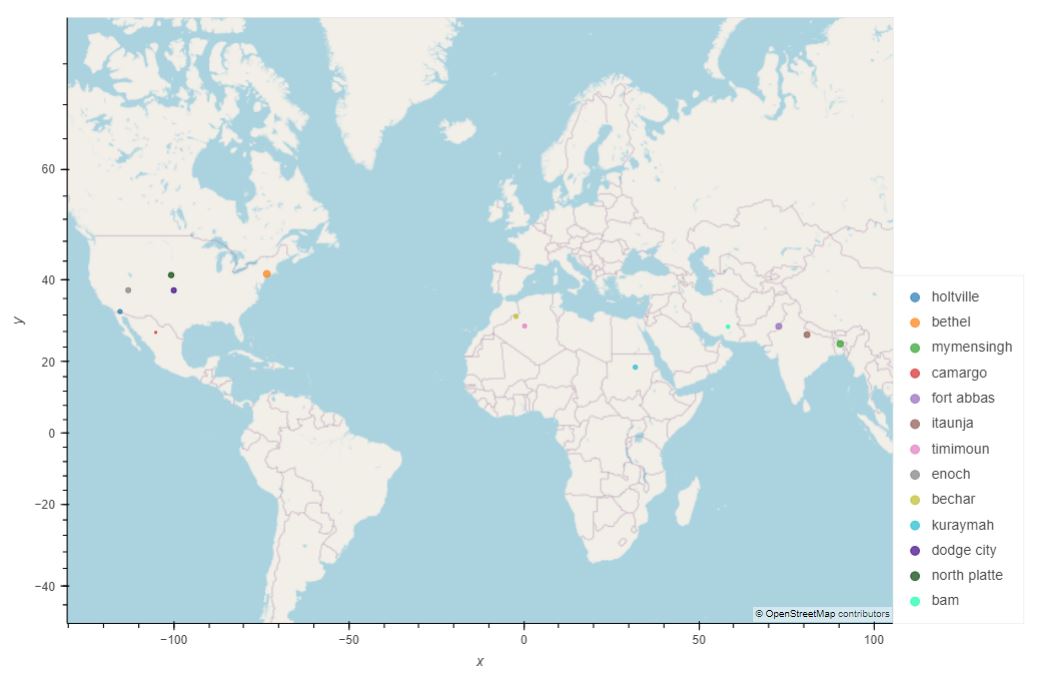 60
40
20
0
−20
−40
y
−100
−50
0
50
100
x
holtville
bethel
mymensingh
camargo
fort abbas
itaunja
timimoun
enoch
bechar
kuraymah
dodge city
north platte
bam
© OpenStreetMap contributors